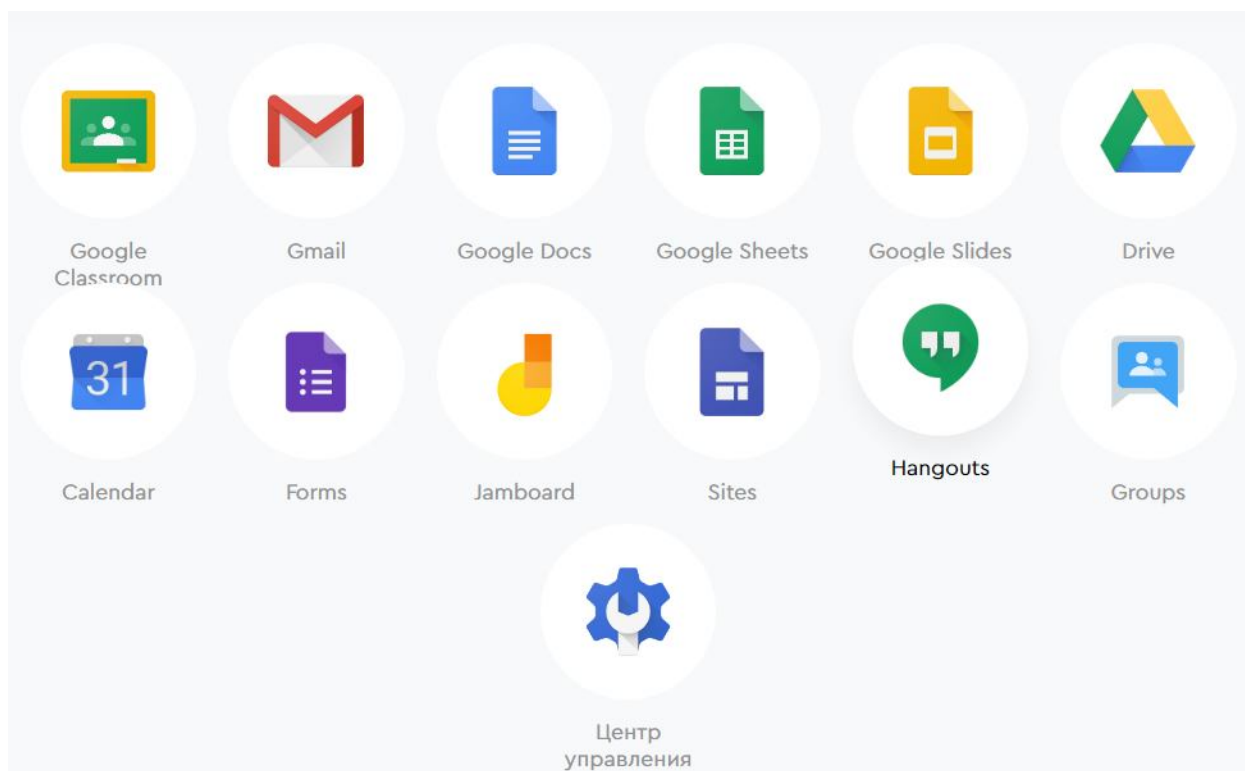 Google
Classroom
Gmail
Google Docs
Google Sheets
Google Slides
Drive
31
Calendar
Forms
Jamboard
Sites
Hangouts
Groups
Центр
управления